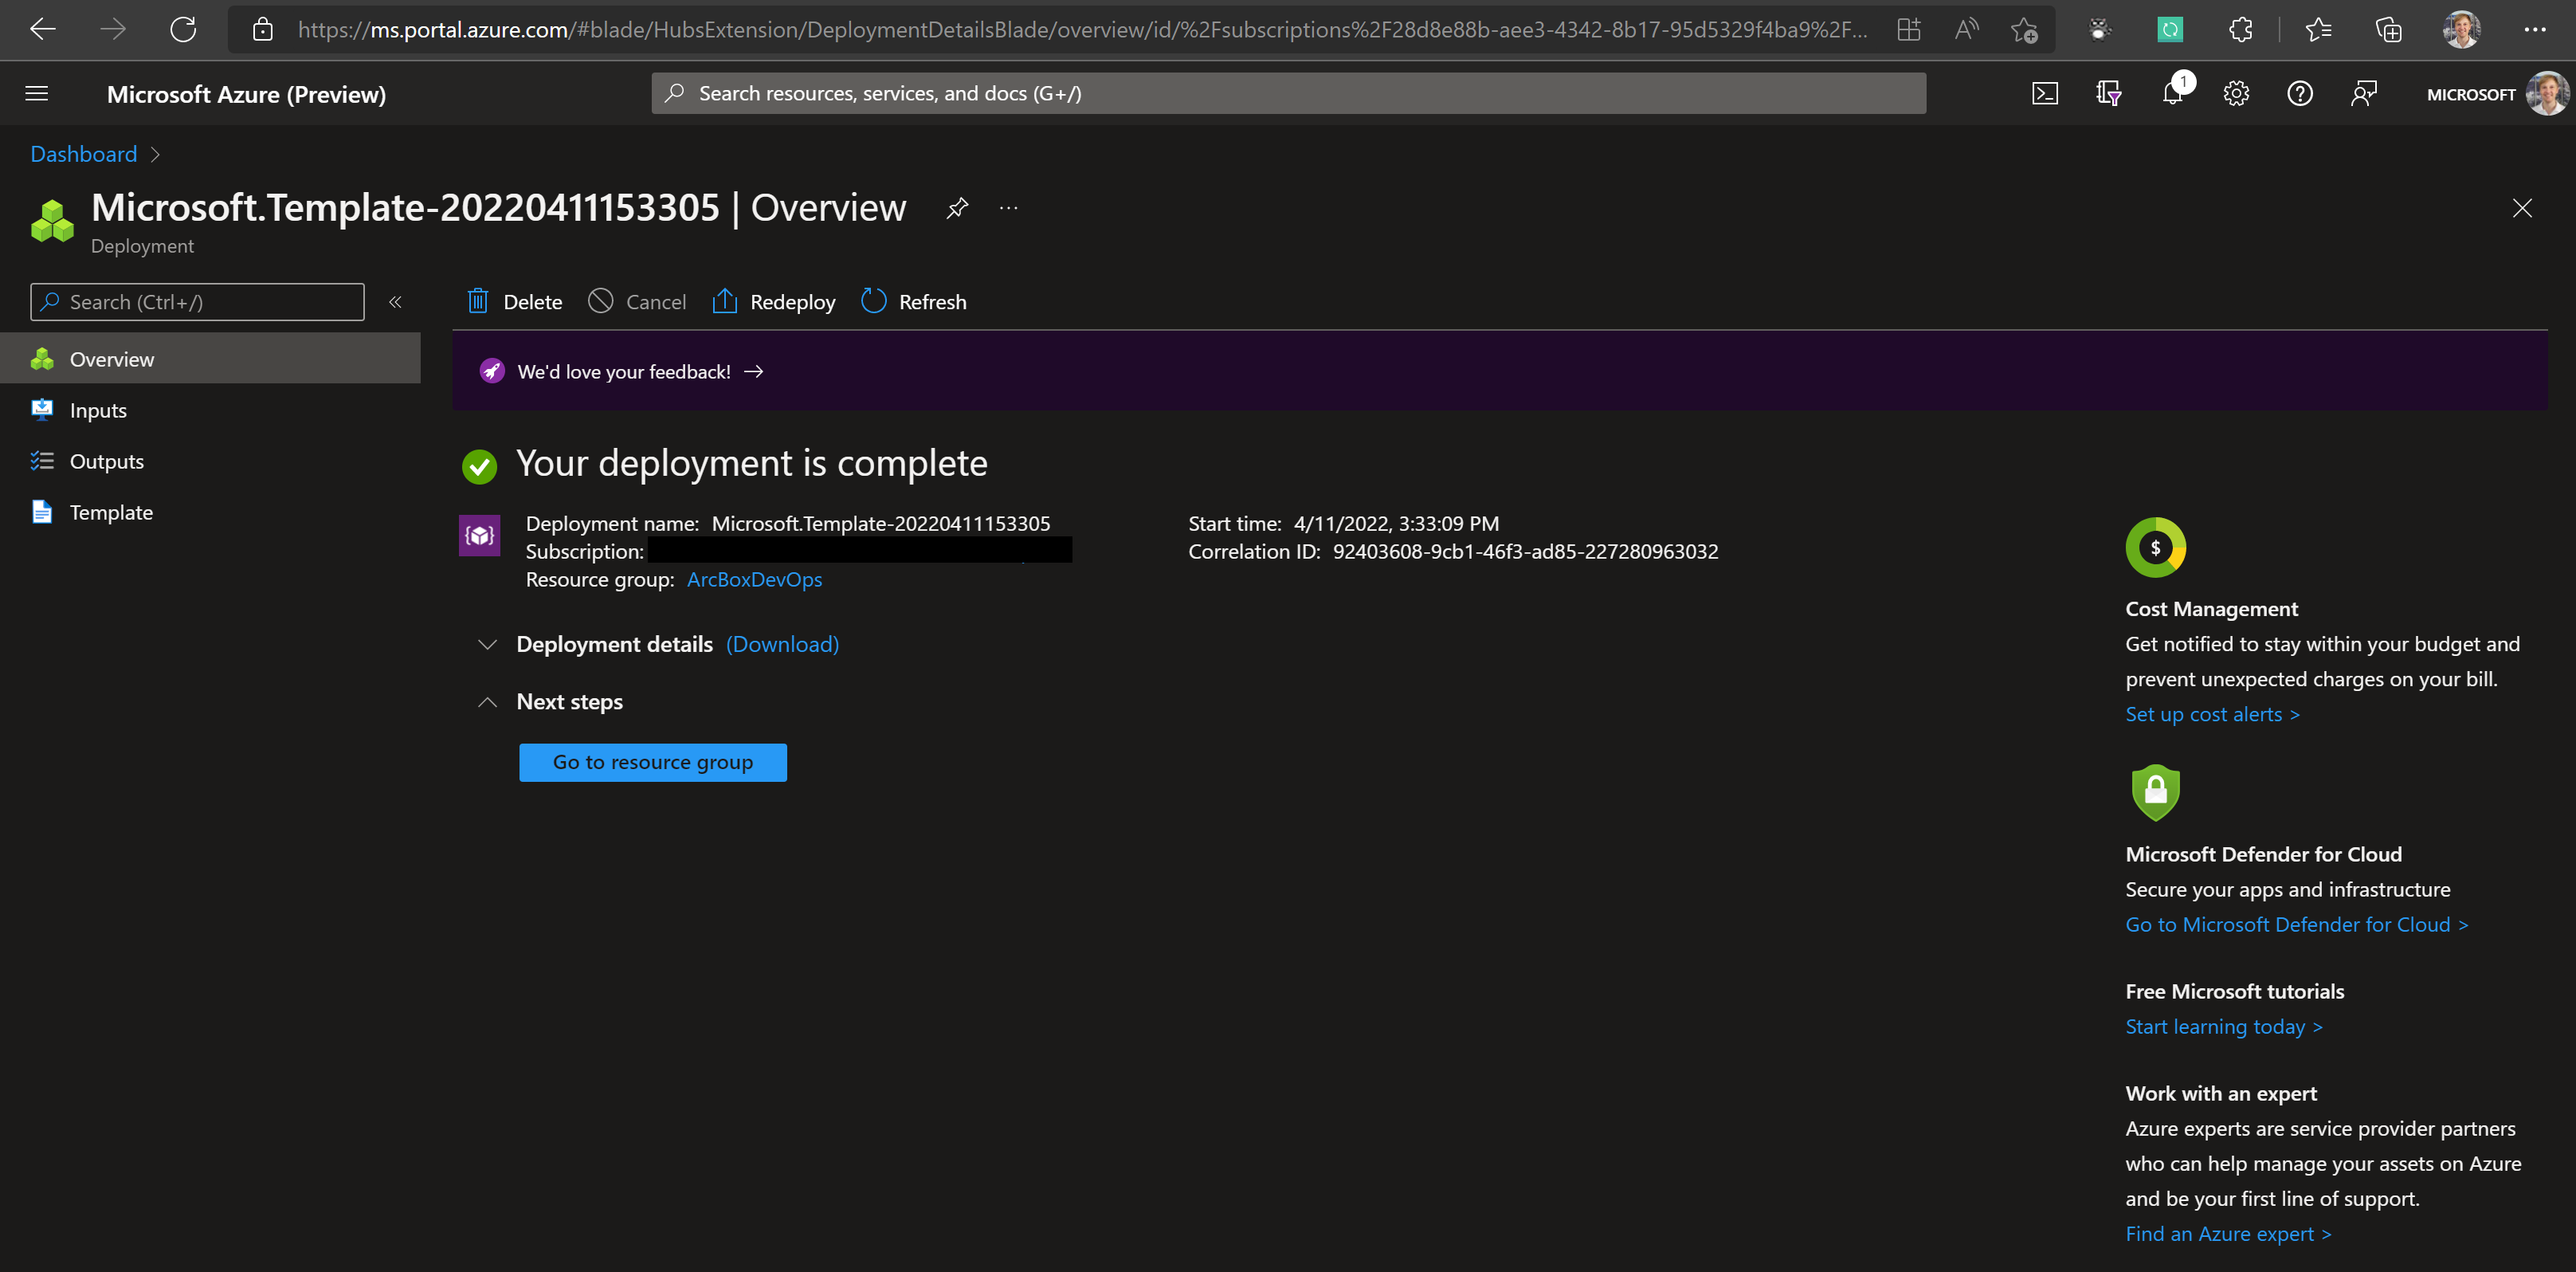 https://ms.portal.azure.com/#blade/HubsExtension/DeploymentDetailsBlade/overview/id/%2Fsubscriptions%2F28d8e88b-aee3-4342-8b17-95d5329f4ba9%2F...
Microsoft Azure (Preview)
Search resources, services, and docs (G+/)
1
MICROSOFT
Dashboard >
Microsoft.Template-20220411153305 | Overview
Deployment
Search (Ctrl+/)
«
Delete
Cancel
Redeploy
Refresh
Overview
Inputs
Outputs
Template
We'd love your feedback! →
Your deployment is complete
Deployment name: Microsoft.Template-20220411153305
Subscription:
Resource group: ArcBoxDevOps
Start time: 4/11/2022, 3:33:09 PM
Correlation ID: 92403608-9cb1-46f3-ad85-227280963032
Deployment details (Download)
Next steps
Go to resource group
$
Cost Management
Get notified to stay within your budget and
prevent unexpected charges on your bill.
Set up cost alerts >
Microsoft Defender for Cloud
Secure your apps and infrastructure
Go to Microsoft Defender for Cloud >
Free Microsoft tutorials
Start learning today >
Work with an expert
Azure experts are service provider partners
who can help manage your assets on Azure
and be your first line of support.
Find an Azure expert >